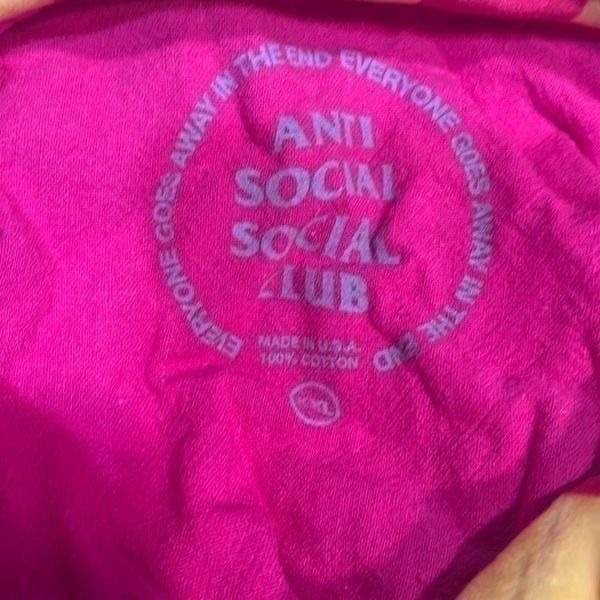 EVERYONE GOES AWAY IN THE END EVERYONE GOES AWAY IN THE END
ANTI
SOCIAL
SOCIAL
CLUB
MADE IN U.S.A.
100% COTTON